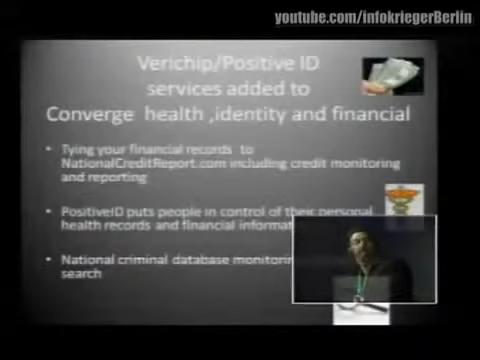 youtube.com/infokriegerBerlin
Verichip/Positive ID
services added to
Converge health ,identity and financial
• Tying your financial records to
NationalCreditReport.com including credit monitoring
and reporting
• PositiveID puts people in control of their personal
health records and financial
• National criminal database
search